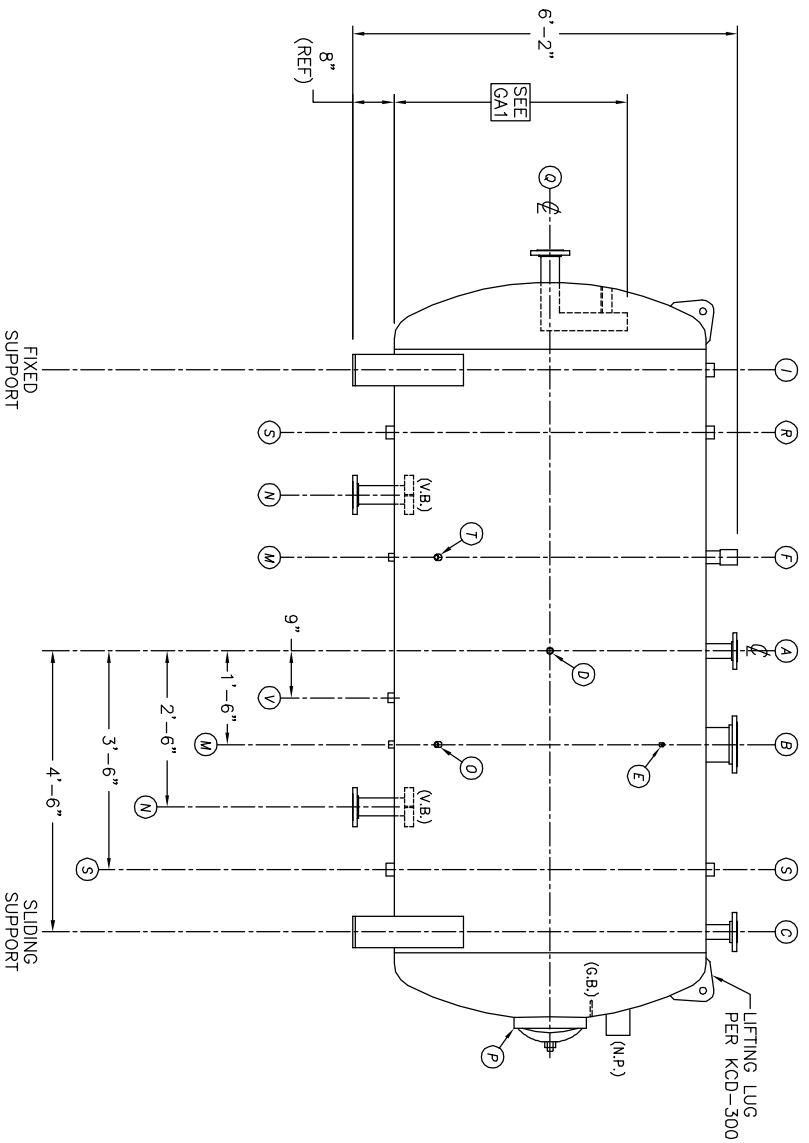 6'-2"
8"
(REF)
SEE
GA1
Q
℄
FIXED
SUPPORT
I
R
F
A
℄
B
S
C
LIFTING LUG
PER KCD-300
S
N
(V.B.)
M
T
D
E
O
9"
V
1'-6"
M
2'-6"
N
(V.B.)
3'-6"
S
4'-6"
SLIDING
SUPPORT
(G.B.)
(N.P.)
P